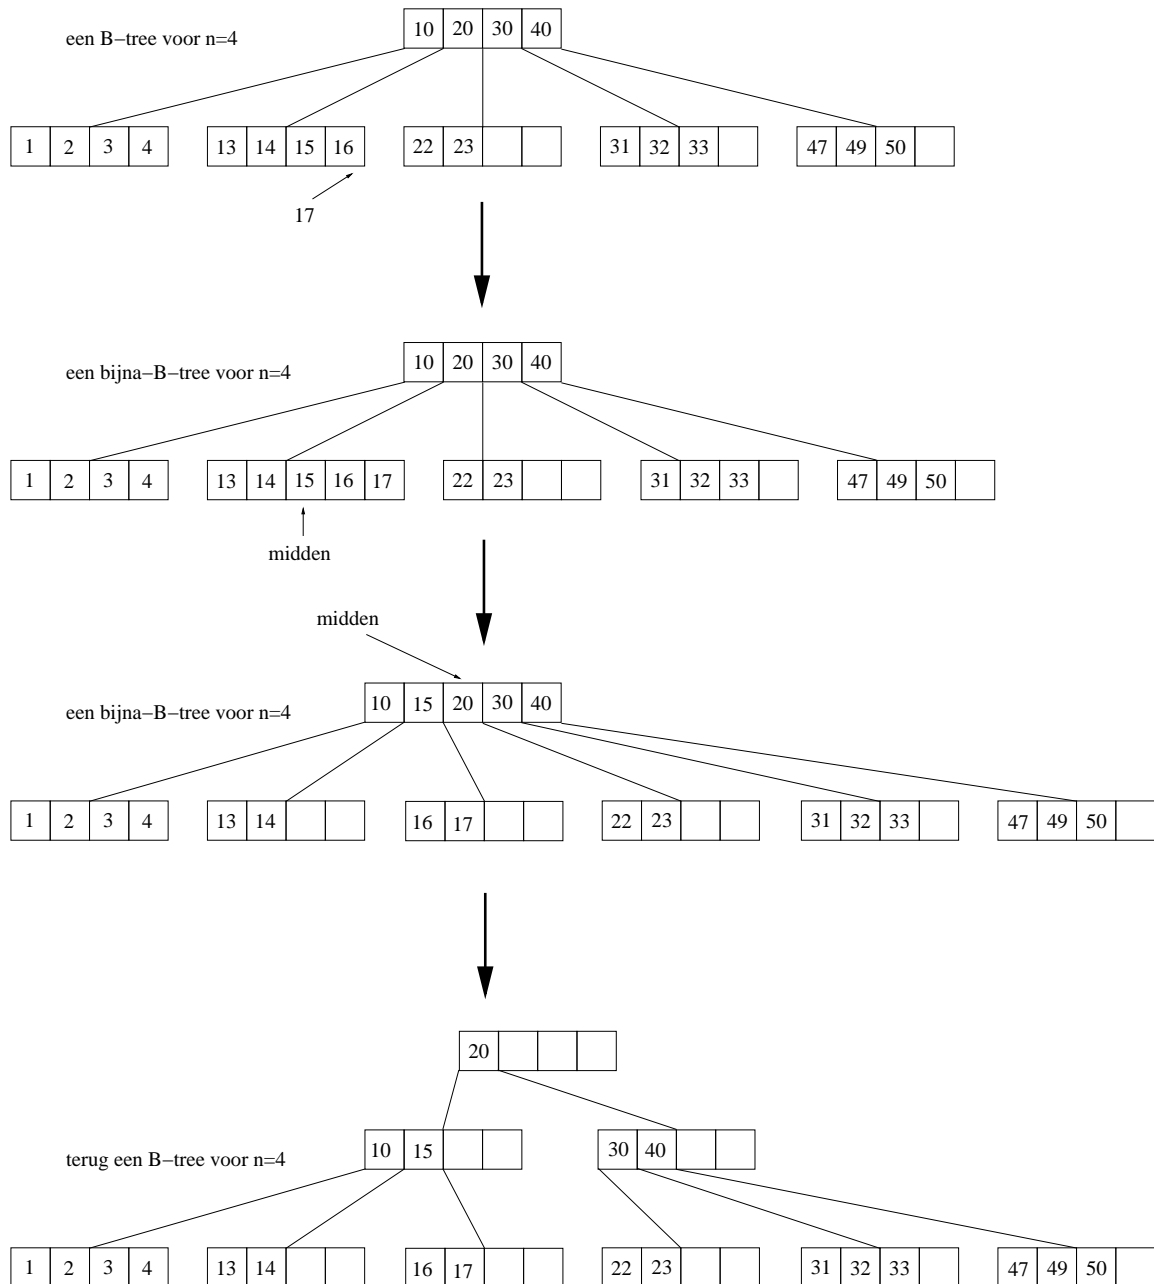 een B−tree voor n=4
10 20 30 40
1 2 3 4 13 14 15 16 22 23 31 32 33 47 49 50
17
een bijna−B−tree voor n=4
10 20 30 40
1 2 3 4 13 14 15 16 17 22 23 31 32 33 47 49 50
midden
midden
een bijna−B−tree voor n=4
10 15 20 30 40
1 2 3 4 13 14 16 17 22 23 31 32 33 47 49 50
20
terug een B−tree voor n=4
10 15 30 40
1 2 3 4 13 14 16 17 22 23 31 32 33 47 49 50